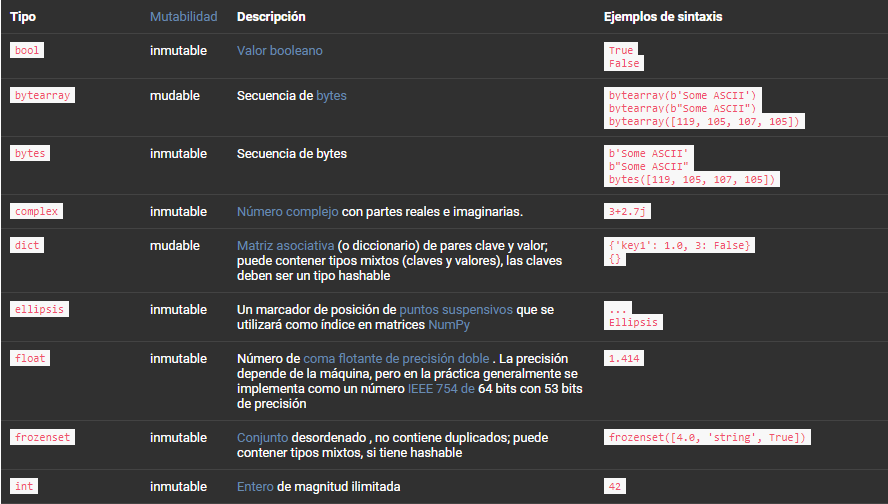 Tipo Mutabilidad Descripción Ejemplos de sintaxis
bool inmutable Valor booleano True
False
bytearray mudable Secuencia de bytes bytearray(b'Some ASCII')
bytearray(b"Some ASCII")
bytearray([119, 105, 107, 105])
bytes inmutable Secuencia de bytes b'Some ASCII'
b"Some ASCII"
bytes([119, 105, 107, 105])
complex inmutable Número complejo con partes reales e imaginarias. 3+2.7j
dict mudable Matriz asociativa (o diccionario) de pares clave y valor; {'key1': 1.0, 3: False}
puede contener tipos mixtos (claves y valores), las claves {}
deben ser un tipo hashable
ellipsis inmutable Un marcador de posición de puntos suspensivos que se ...
utilizará como índice en matrices NumPy Ellipsis
float inmutable Número de coma flotante de precisión doble . La precisión 1.414
depende de la máquina, pero en la práctica generalmente se
implementa como un número IEEE 754 de 64 bits con 53 bits
de precisión
frozenset inmutable Conjunto desordenado , no contiene duplicados; puede frozenset([4.0, 'string', True])
contener tipos mixtos, si tiene hashable
int inmutable Entero de magnitud ilimitada 42